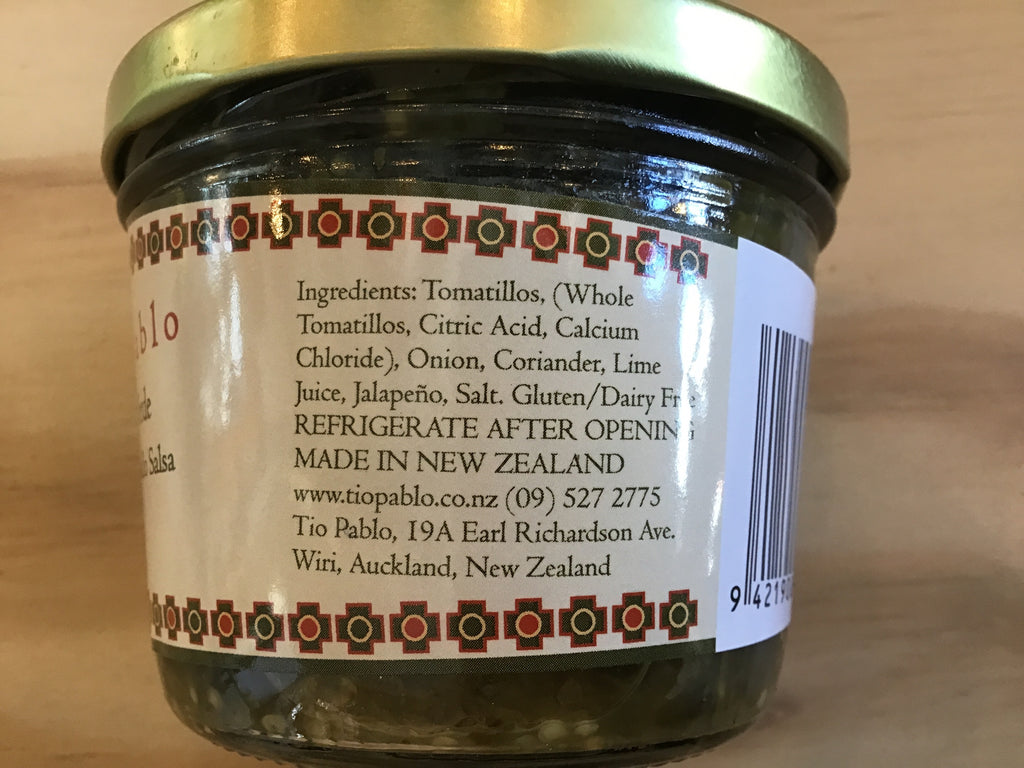 Ingredients: Tomatillos, (Whole
Tomatillos, Citric Acid, Calcium
Chloride), Onion, Coriander, Lime
Juice, Jalapeño, Salt. Gluten/Dairy Free
REFRIGERATE AFTER OPENING
MADE IN NEW ZEALAND
www.tiopablo.co.nz (09) 527 2775
Tio Pablo, 19A Earl Richardson Ave.
Wiri, Auckland, New Zealand
blo
Salsa
9 42190